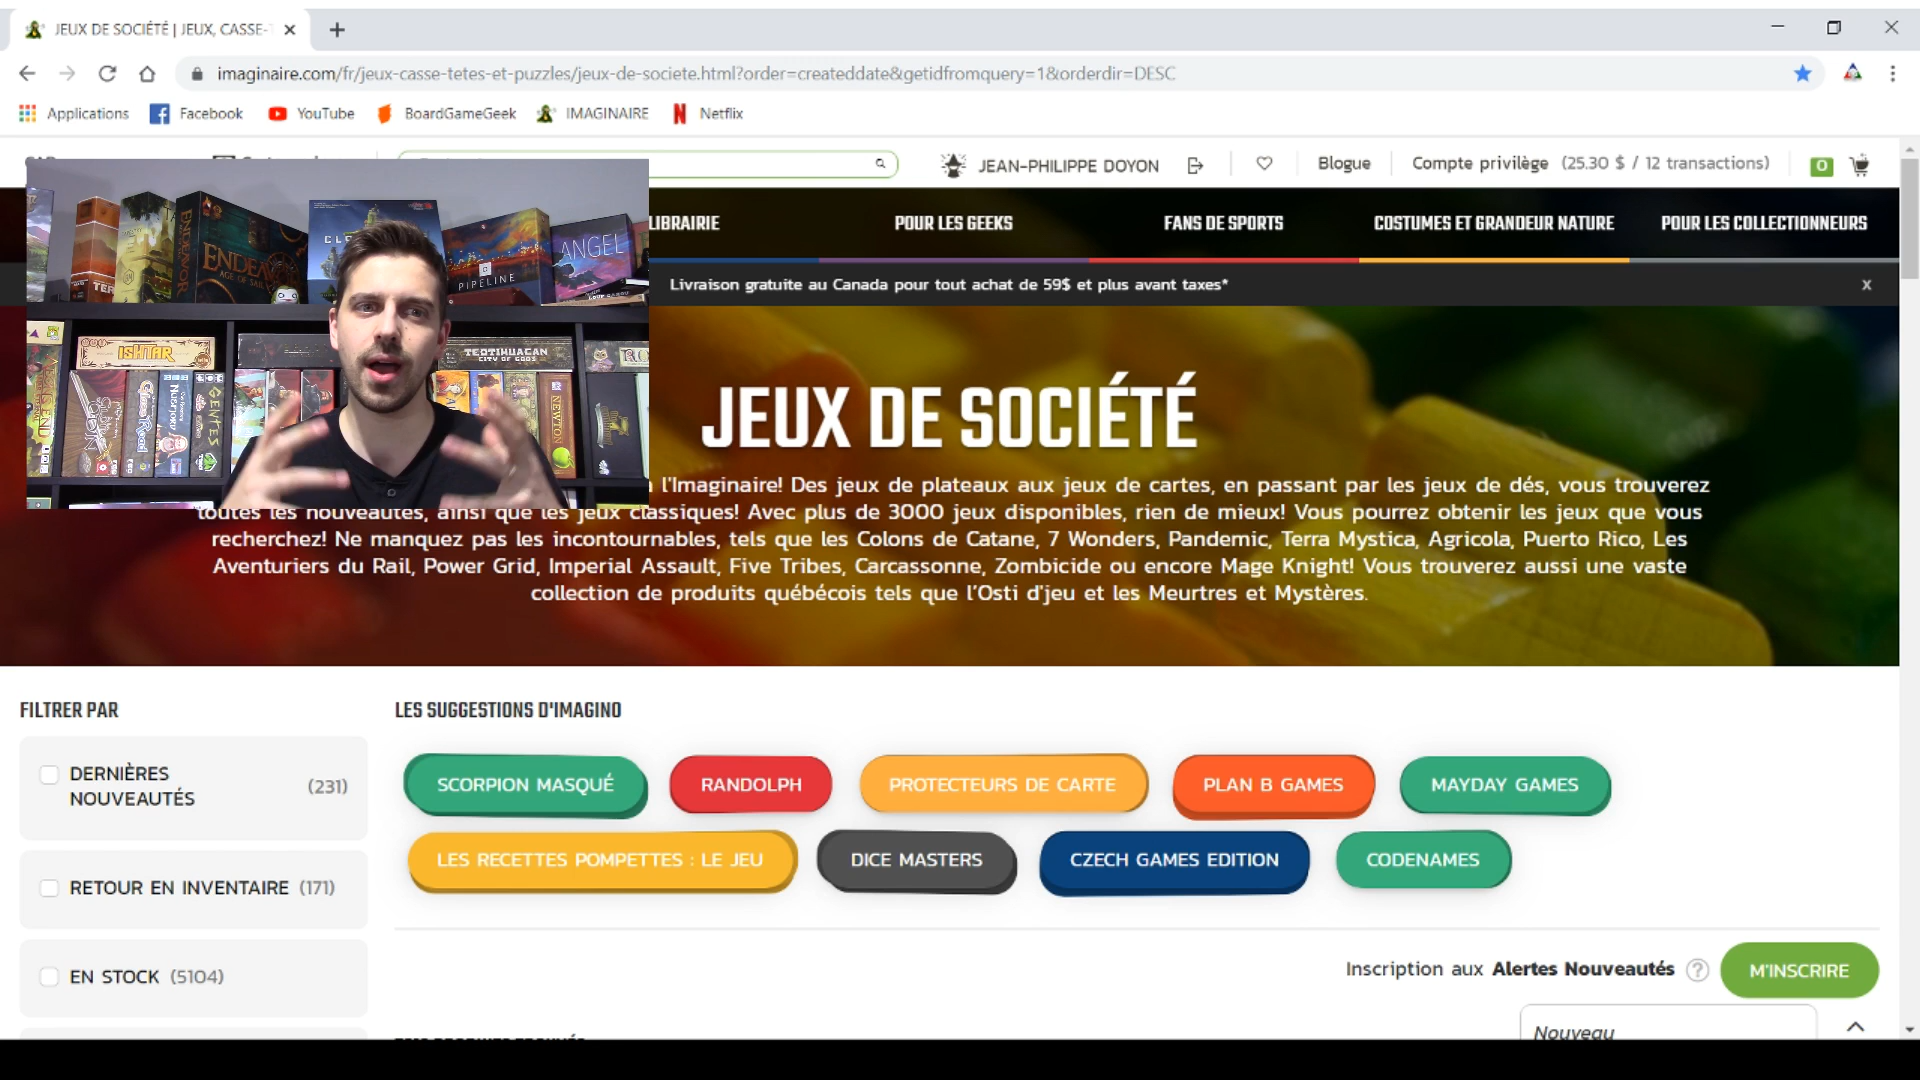 JEUX DE SOCIÉTÉ | JEUX, CASSE-T
imaginaire.com/fr/jeux-casse-tetes-et-puzzles/jeux-de-societe.html?order=createddate&getidfromquery=1&orderdir=DESC
Applications Facebook YouTube BoardGameGeek IMAGINAIRE Netflix
JEAN-PHILIPPE DOYON Blogue Compte privilège (25.30 $ / 12 transactions) 0
LIBRAIRIE POUR LES GEEKS FANS DE SPORTS COSTUMES ET GRANDEUR NATURE POUR LES COLLECTIONNEURS
Livraison gratuite au Canada pour tout achat de 59$ et plus avant taxes* x
ENDEAVOR
AGE OF SAIL
PIPELINE
ANGEL
ISHTAR
TEOTIHUACAN
CITY OF GODS
GENTES
NEWTON
JEUX DE SOCIÉTÉ
l'Imaginaire! Des jeux de plateaux aux jeux de cartes, en passant par les jeux de dés, vous trouverez
toutes les nouveautés, ainsi que les jeux classiques! Avec plus de 3000 jeux disponibles, rien de mieux! Vous pourrez obtenir les jeux que vous
recherchez! Ne manquez pas les incontournables, tels que les Colons de Catane, 7 Wonders, Pandemic, Terra Mystica, Agricola, Puerto Rico, Les
Aventuriers du Rail, Power Grid, Imperial Assault, Five Tribes, Carcassonne, Zombicide ou encore Mage Knight! Vous trouverez aussi une vaste
collection de produits québécois tels que l'Osti d'jeu et les Meurtres et Mystères.
FILTRER PAR
DERNIÈRES
NOUVEAUTÉS (231)
RETOUR EN INVENTAIRE (171)
EN STOCK (5104)
LES SUGGESTIONS D'IMAGINO
SCORPION MASQUÉ RANDOLPH PROTECTEURS DE CARTE PLAN B GAMES MAYDAY GAMES
LES RECETTES POMPETTES : LE JEU DICE MASTERS CZECH GAMES EDITION CODENAMES
Inscription aux Alertes Nouveautés ? M'INSCRIRE
Nouveau